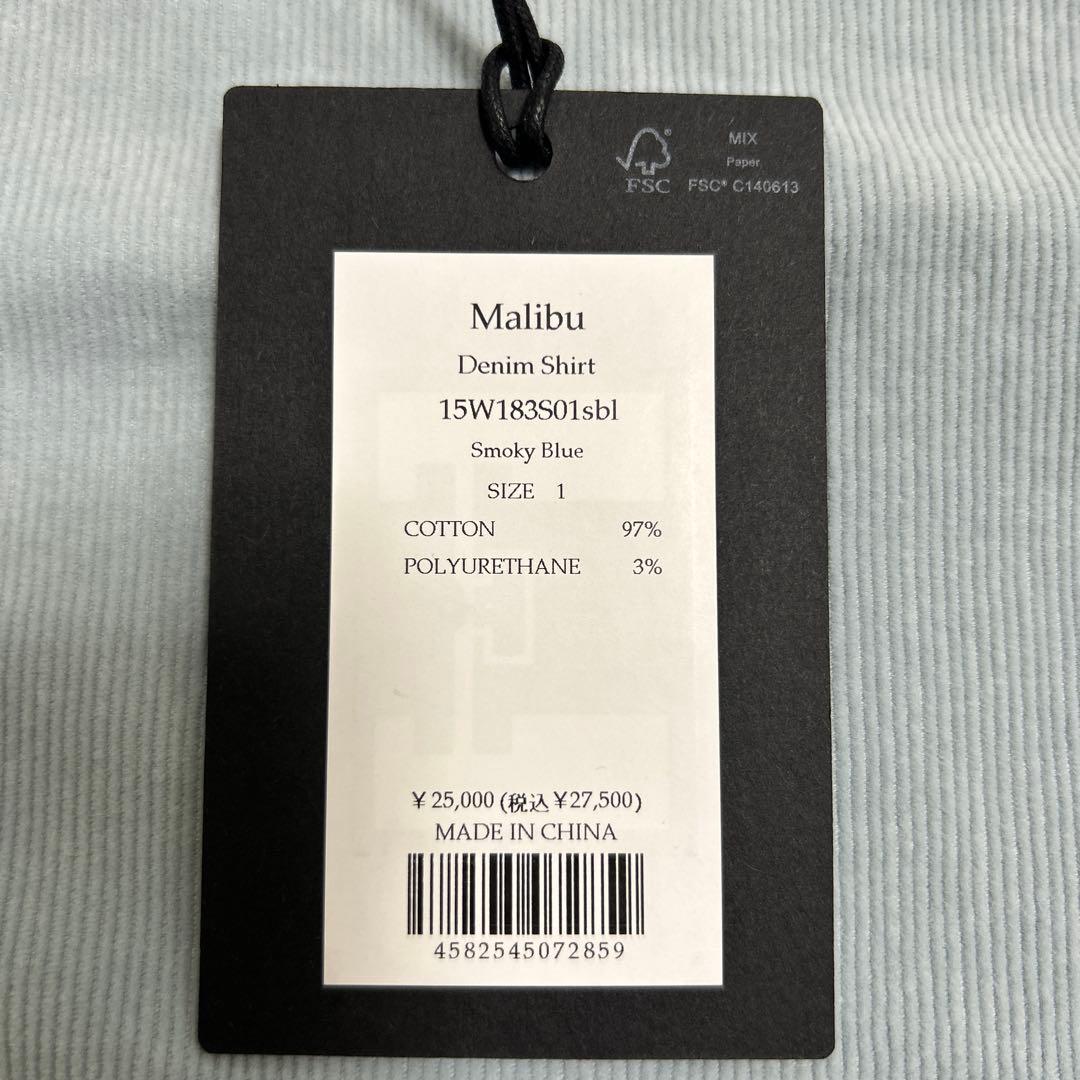 MIX
Paper
FSC® C140613
FSC
Malibu
Denim Shirt
15W183S01sbl
Smoky Blue
SIZE 1
COTTON 97%
POLYURETHANE 3%
¥25,000 (税込¥27,500)
MADE IN CHINA
4582545072859